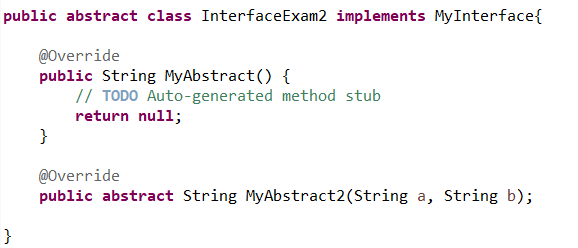 public abstract class InterfaceExam2 implements MyInterface{
@Override
public String MyAbstract() {
// TODO Auto-generated method stub
return null;
}
@Override
public abstract String MyAbstract2(String a, String b);
}